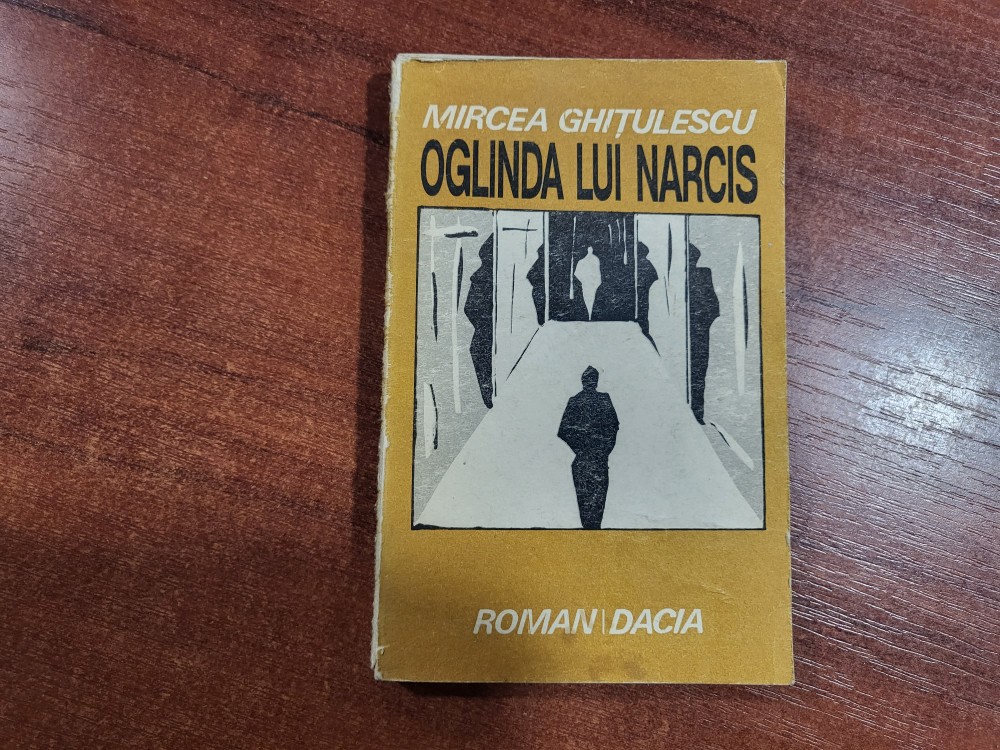 MIRCEA GHIȚULESCU
OGLINDA LUI NARCIS
ROMAN|DACIA